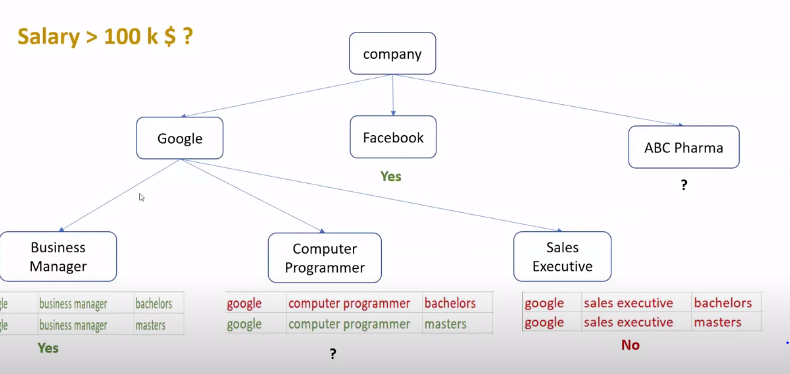 Salary > 100 k $ ?
company
Google
Facebook
ABC Pharma
Yes
?
Business
Manager
Computer
Programmer
Sales
Executive
gle business manager bachelors
gle business manager masters
google computer programmer bachelors
google computer programmer masters
google sales executive bachelors
google sales executive masters
Yes
?
No